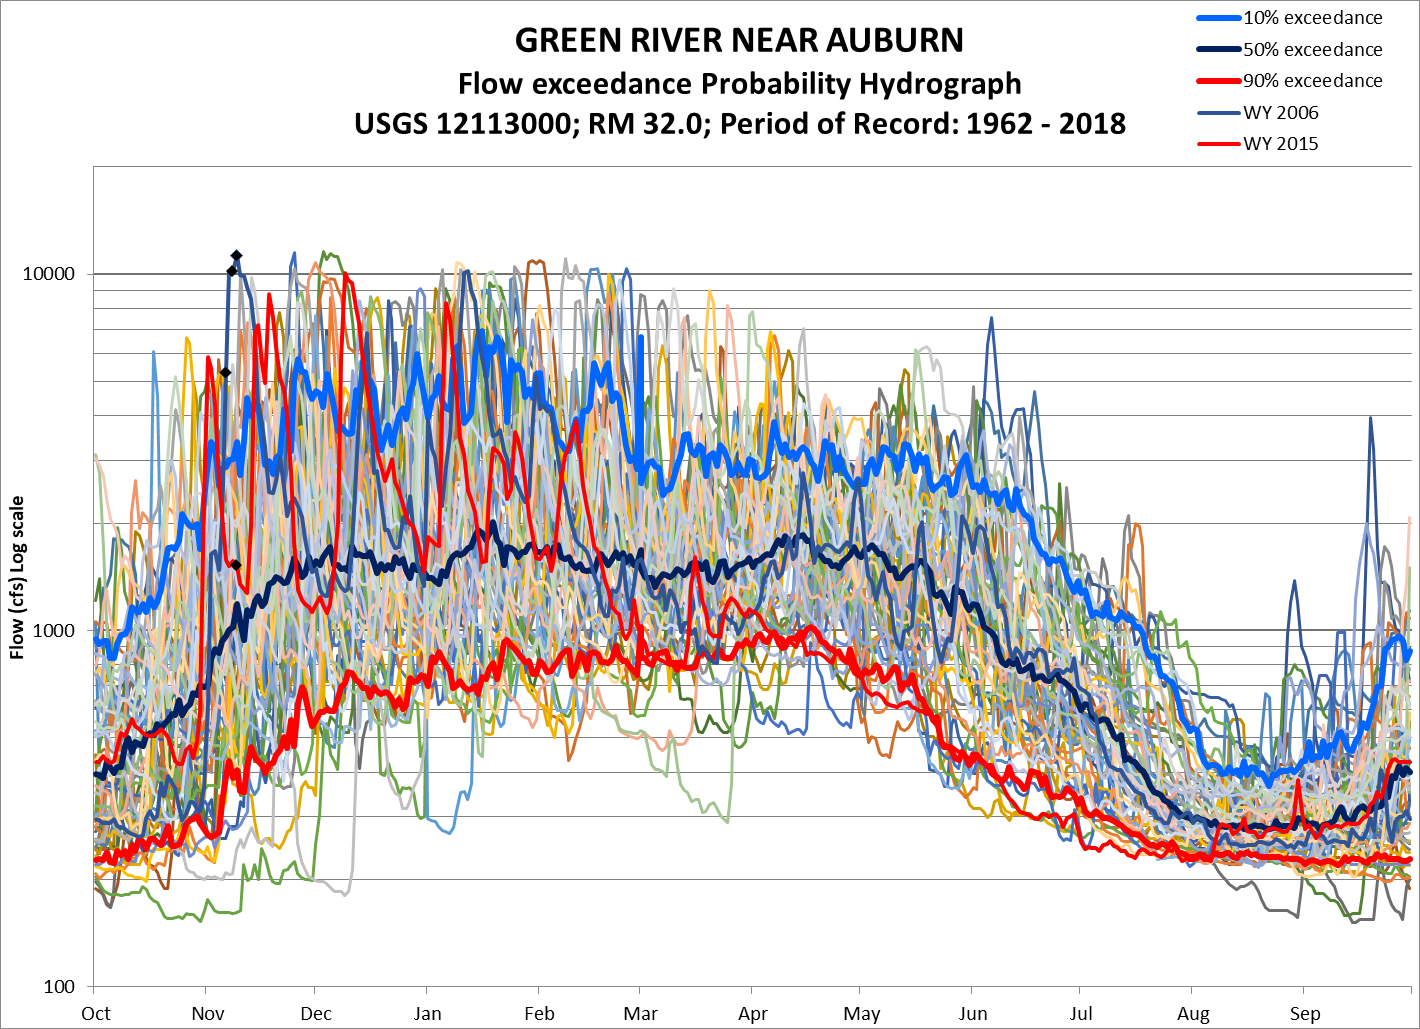 GREEN RIVER NEAR AUBURN
Flow exceedance Probability Hydrograph
USGS 12113000; RM 32.0; Period of Record: 1962 - 2018
10% exceedance
50% exceedance
90% exceedance
WY 2006
WY 2015
Flow (cfs) Log scale
10000
1000
100
Oct Nov Dec Jan Feb Mar Apr May Jun Jul Aug Sep